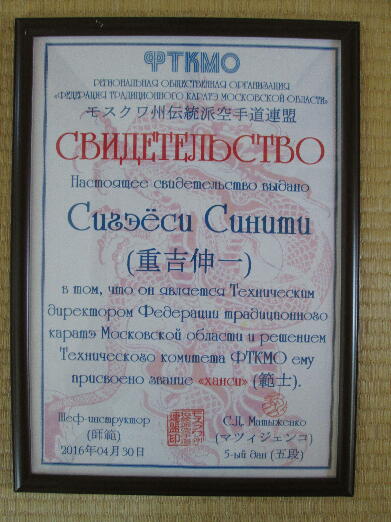 ФТКМО
РЕГИОНАЛЬНАЯ ОБЩЕСТВЕННАЯ ОРГАНИЗАЦИЯ
«ФЕДЕРАЦИЯ ТРАДИЦИОННОГО КАРАТЭ МОСКОВСКОЙ ОБЛАСТИ»
モスクワ州伝統派空手道連盟
СВИДЕТЕЛЬСТВО
Настоящее свидетельство выдано
Сигэёси Синити
(重吉伸一)
в том, что он является Техническим
директором Федерации традиционного
каратэ Московской области и решением
Технического комитета ФТКМО ему
присвоено звание «ханси» (範士).
Шеф-инструктор
(師範)
2016年04月30日
С.Ц. Матыженко
(マツィジェンコ)
5-ый дан (五段)